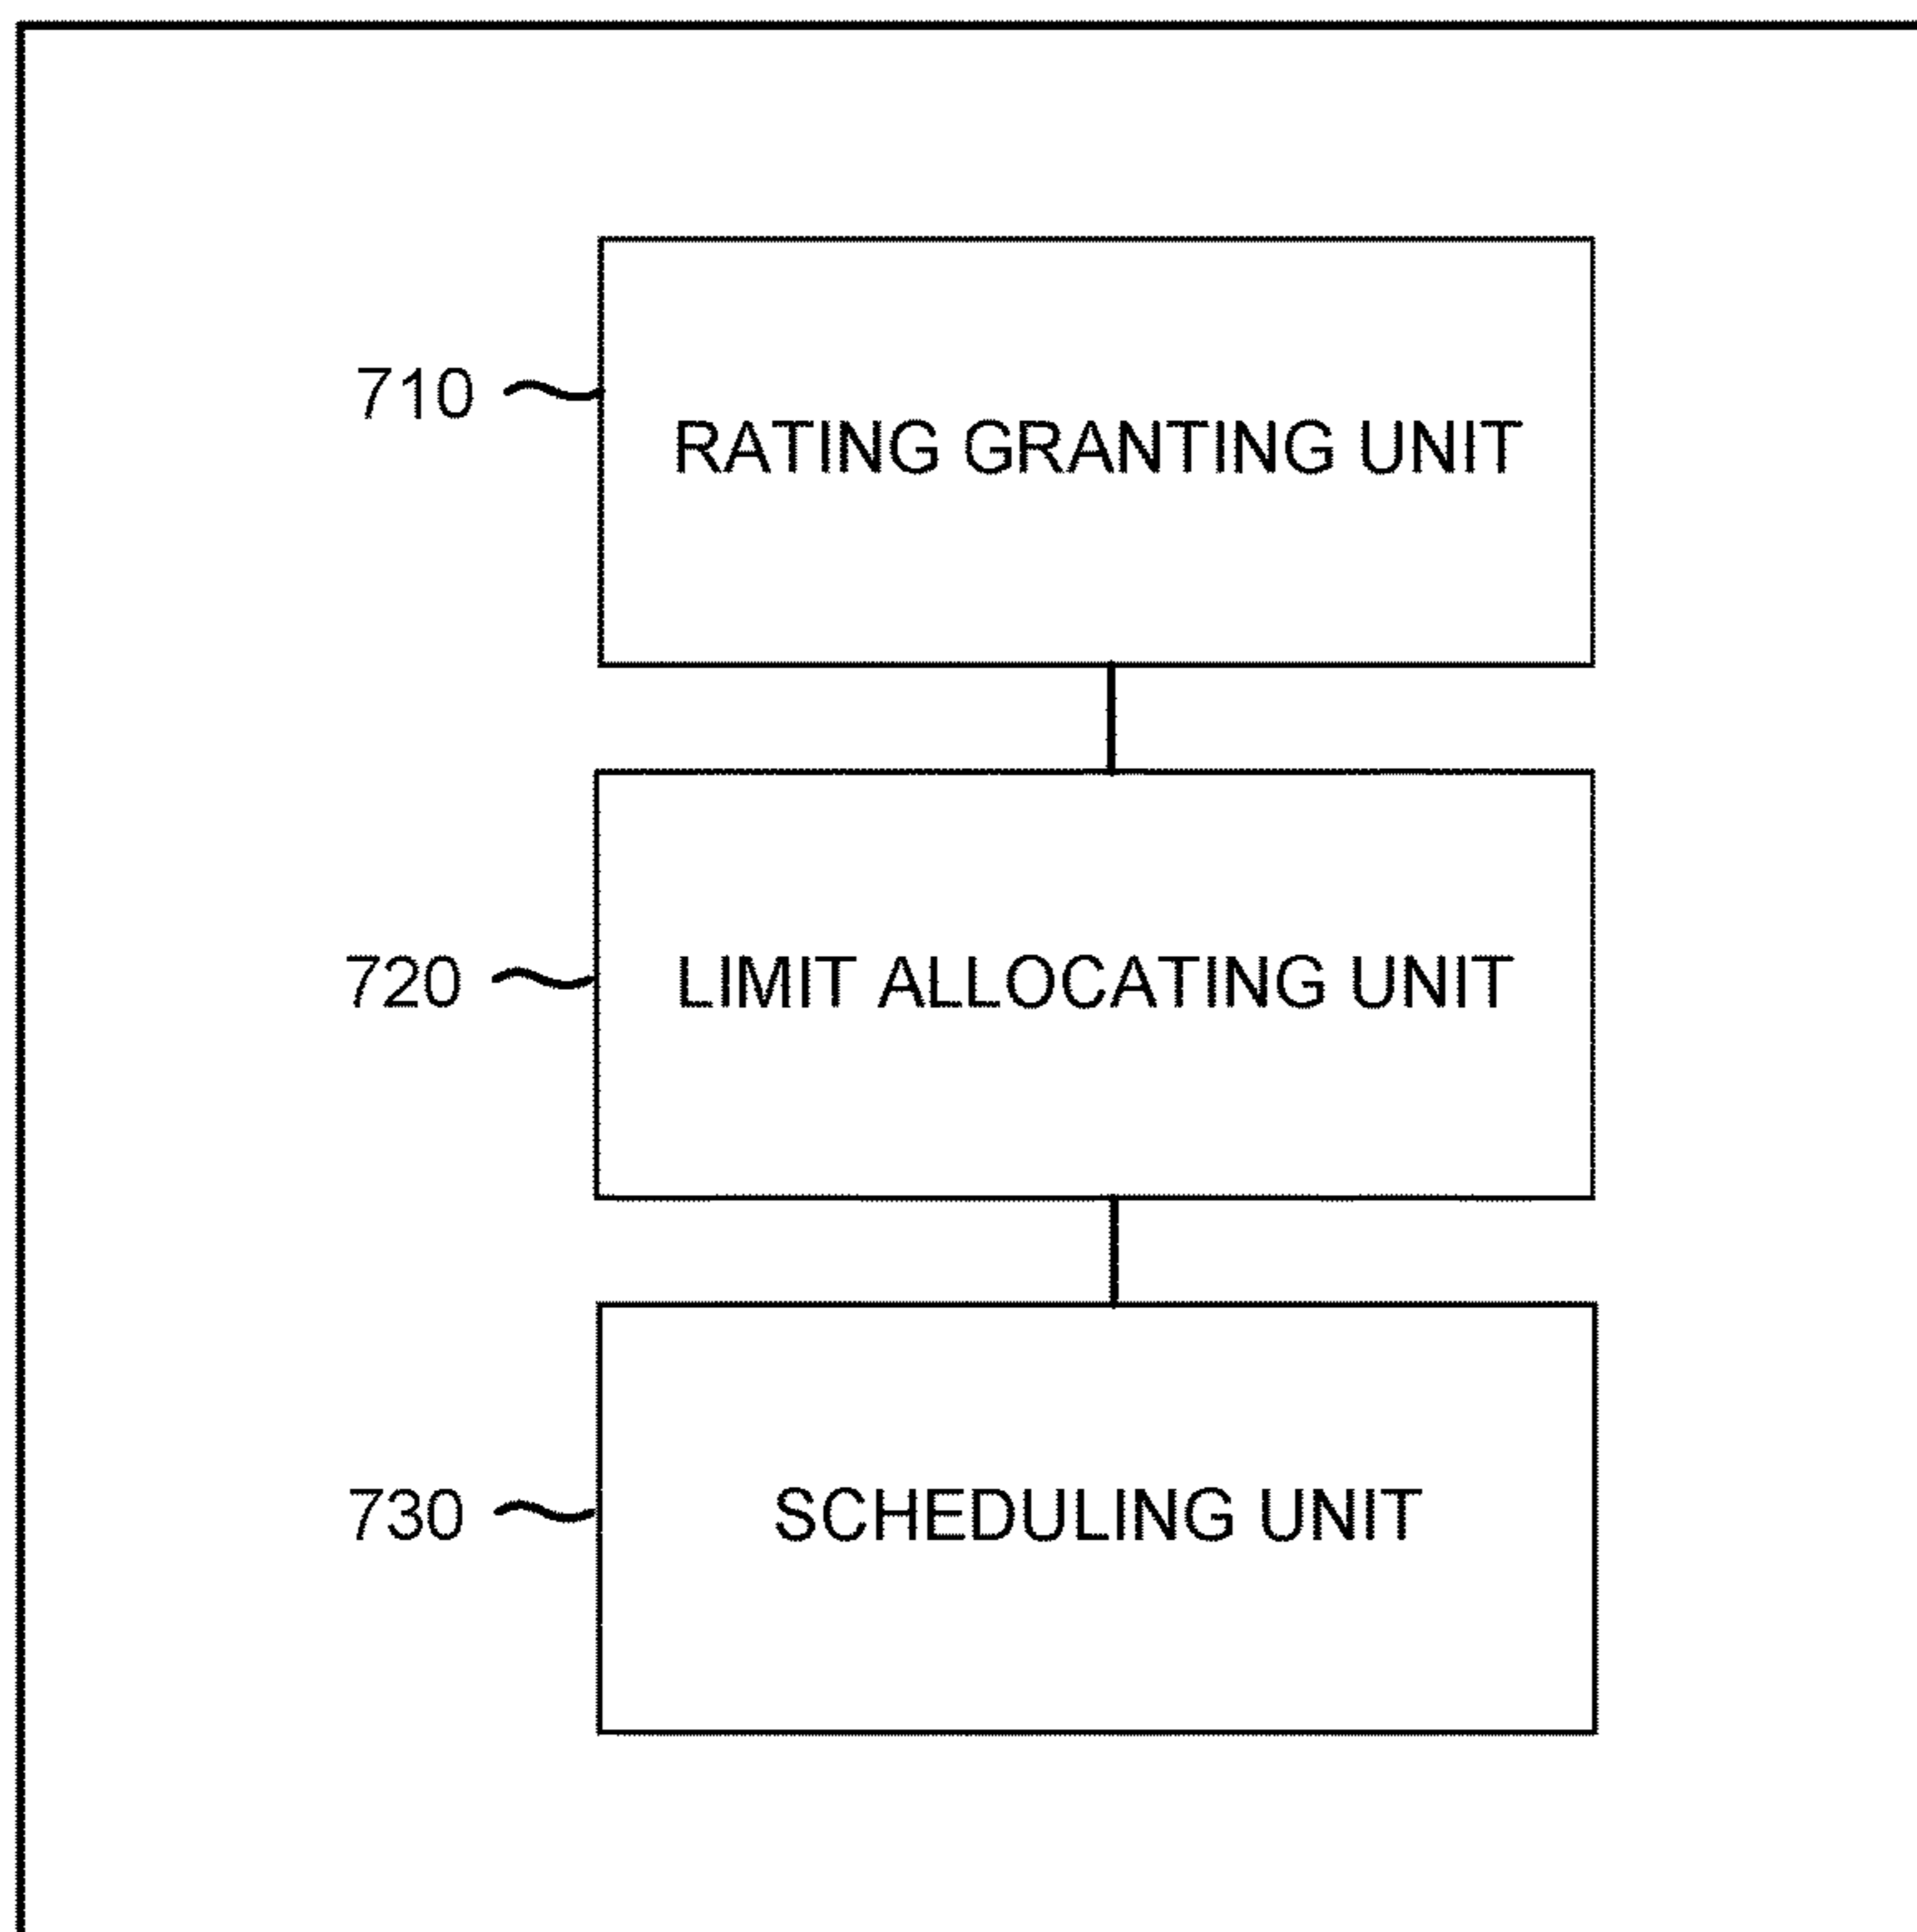 710
RATING GRANTING UNIT
720
LIMIT ALLOCATING UNIT
730
SCHEDULING UNIT